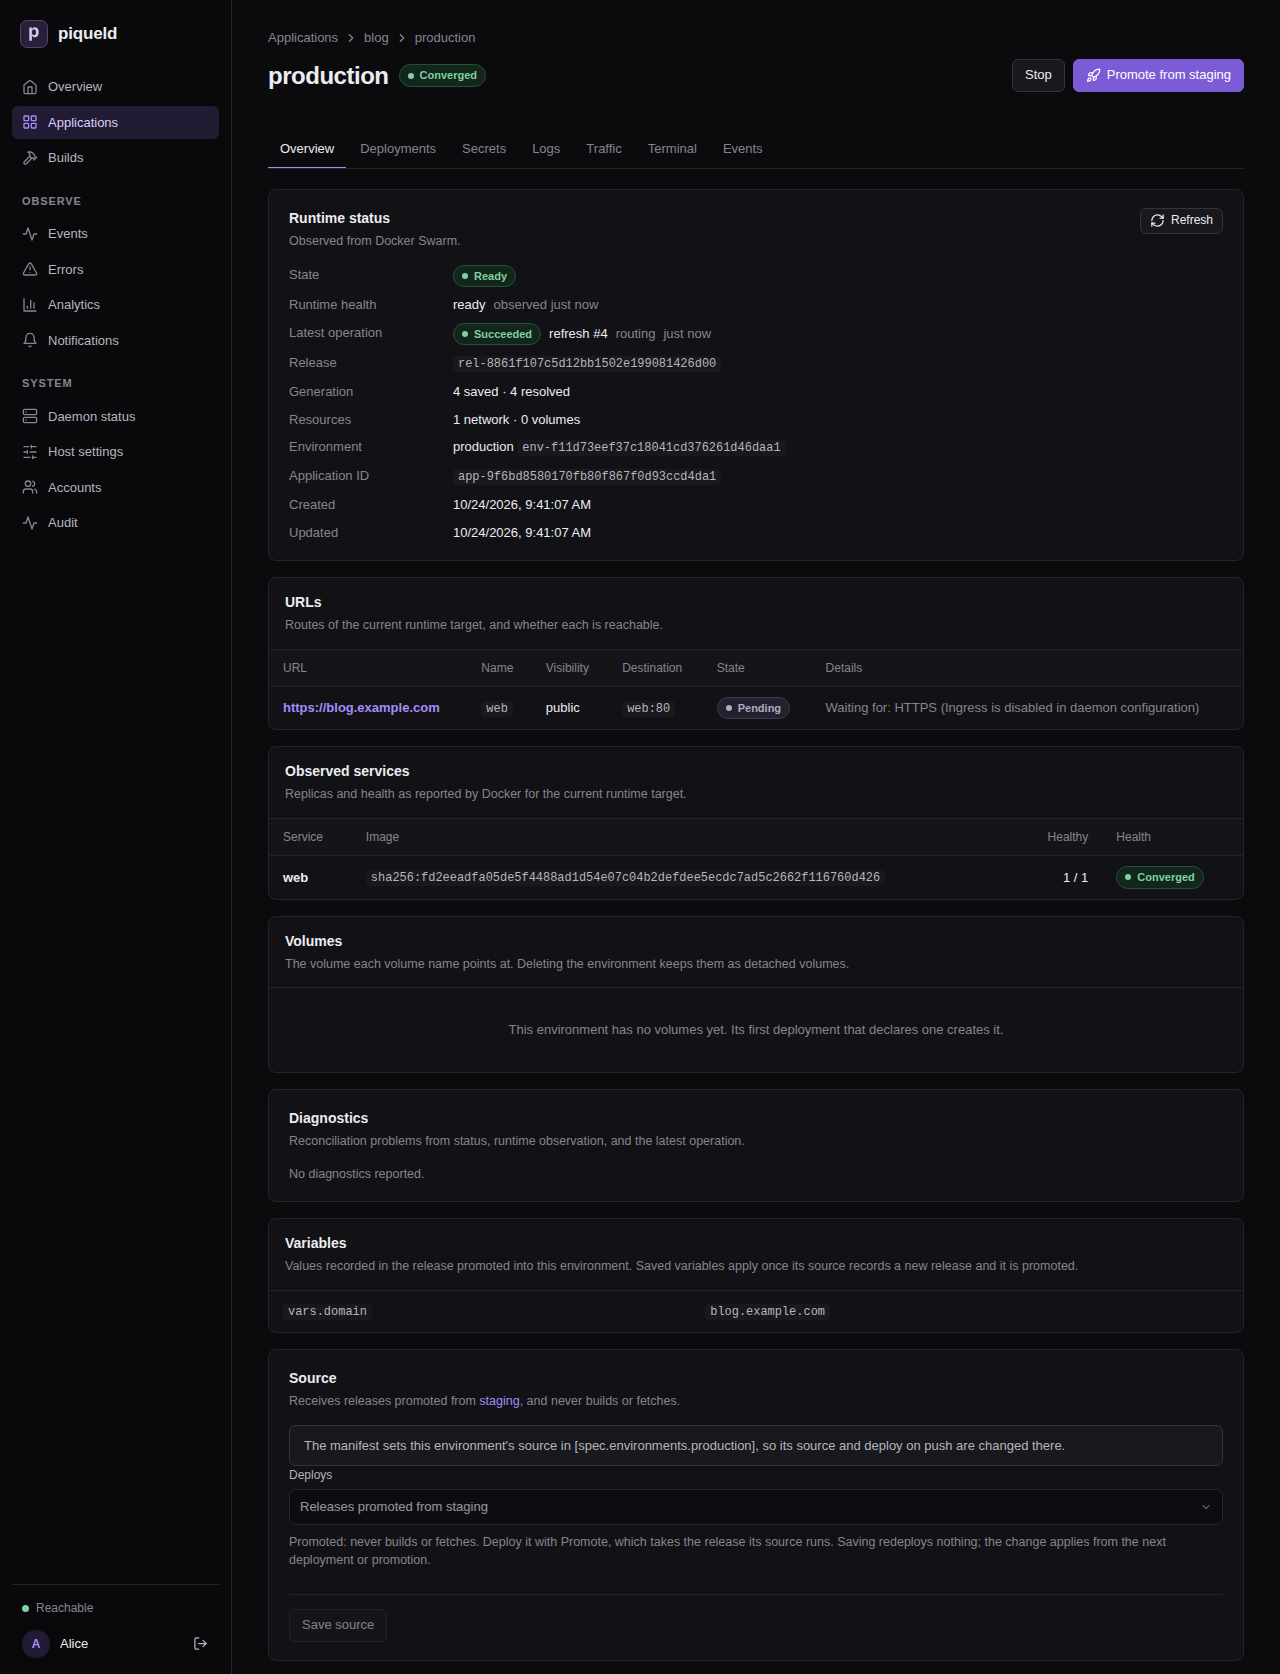 p piqueld
Overview
Applications
Builds
OBSERVE
Events
Errors
Analytics
Notifications
SYSTEM
Daemon status
Host settings
Accounts
Audit
Reachable
A Alice
Applications blog production
production Converged Stop Promote from staging
Overview Deployments Secrets Logs Traffic Terminal Events
Runtime status Refresh
Observed from Docker Swarm.
State Ready
Runtime health ready observed just now
Latest operation Succeeded refresh #4 routing just now
Release rel-8861f107c5d12bb1502e199081426d00
Generation 4 saved · 4 resolved
Resources 1 network · 0 volumes
Environment production env-f11d73eef37c18041cd376261d46daa1
Application ID app-9f6bd8580170fb80f867f0d93ccd4da1
Created 10/24/2026, 9:41:07 AM
Updated 10/24/2026, 9:41:07 AM
URLs
Routes of the current runtime target, and whether each is reachable.
URL Name Visibility Destination State Details
https://blog.example.com web public web:80 Pending Waiting for: HTTPS (Ingress is disabled in daemon configuration)
Observed services
Replicas and health as reported by Docker for the current runtime target.
Service Image Healthy Health
web sha256:fd2eeadfa05de5f4488ad1d54e07c04b2defdee5ecdc7ad5c2662f116760d426 1 / 1 Converged
Volumes
The volume each volume name points at. Deleting the environment keeps them as detached volumes.
This environment has no volumes yet. Its first deployment that declares one creates it.
Diagnostics
Reconciliation problems from status, runtime observation, and the latest operation.
No diagnostics reported.
Variables
Values recorded in the release promoted into this environment. Saved variables apply once its source records a new release and it is promoted.
vars.domain blog.example.com
Source
Receives releases promoted from staging, and never builds or fetches.
The manifest sets this environment's source in [spec.environments.production], so its source and deploy on push are changed there.
Deploys
Releases promoted from staging
Promoted: never builds or fetches. Deploy it with Promote, which takes the release its source runs. Saving redeploys nothing; the change applies from the next
deployment or promotion.
Save source